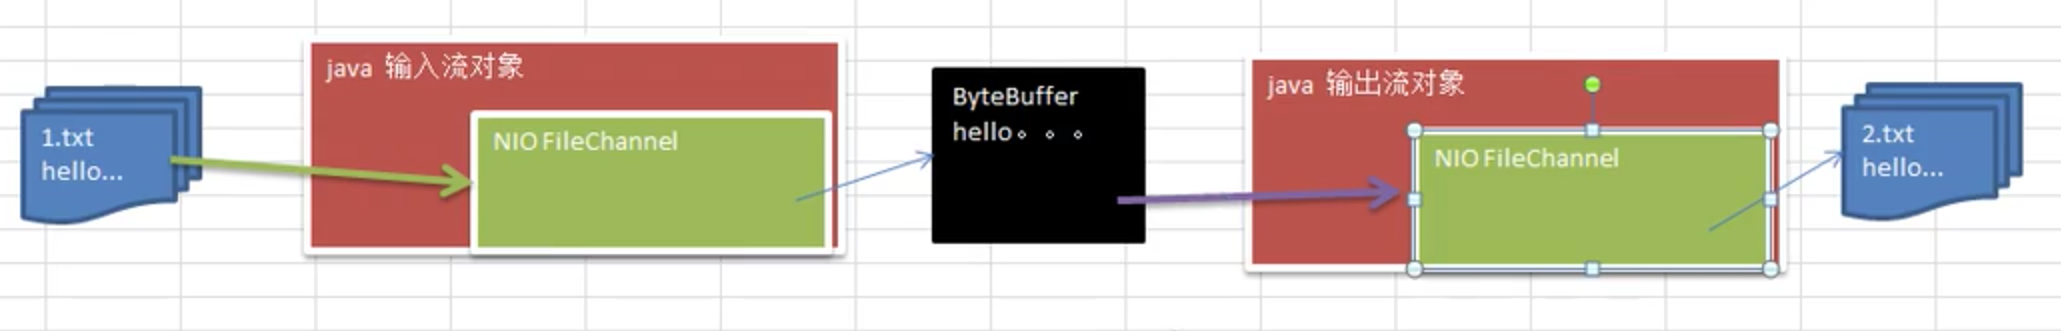 1.txt
hello...
java 输入流对象
NIO FileChannel
ByteBuffer
hello。。。
java 输出流对象
NIO FileChannel
2.txt
hello...